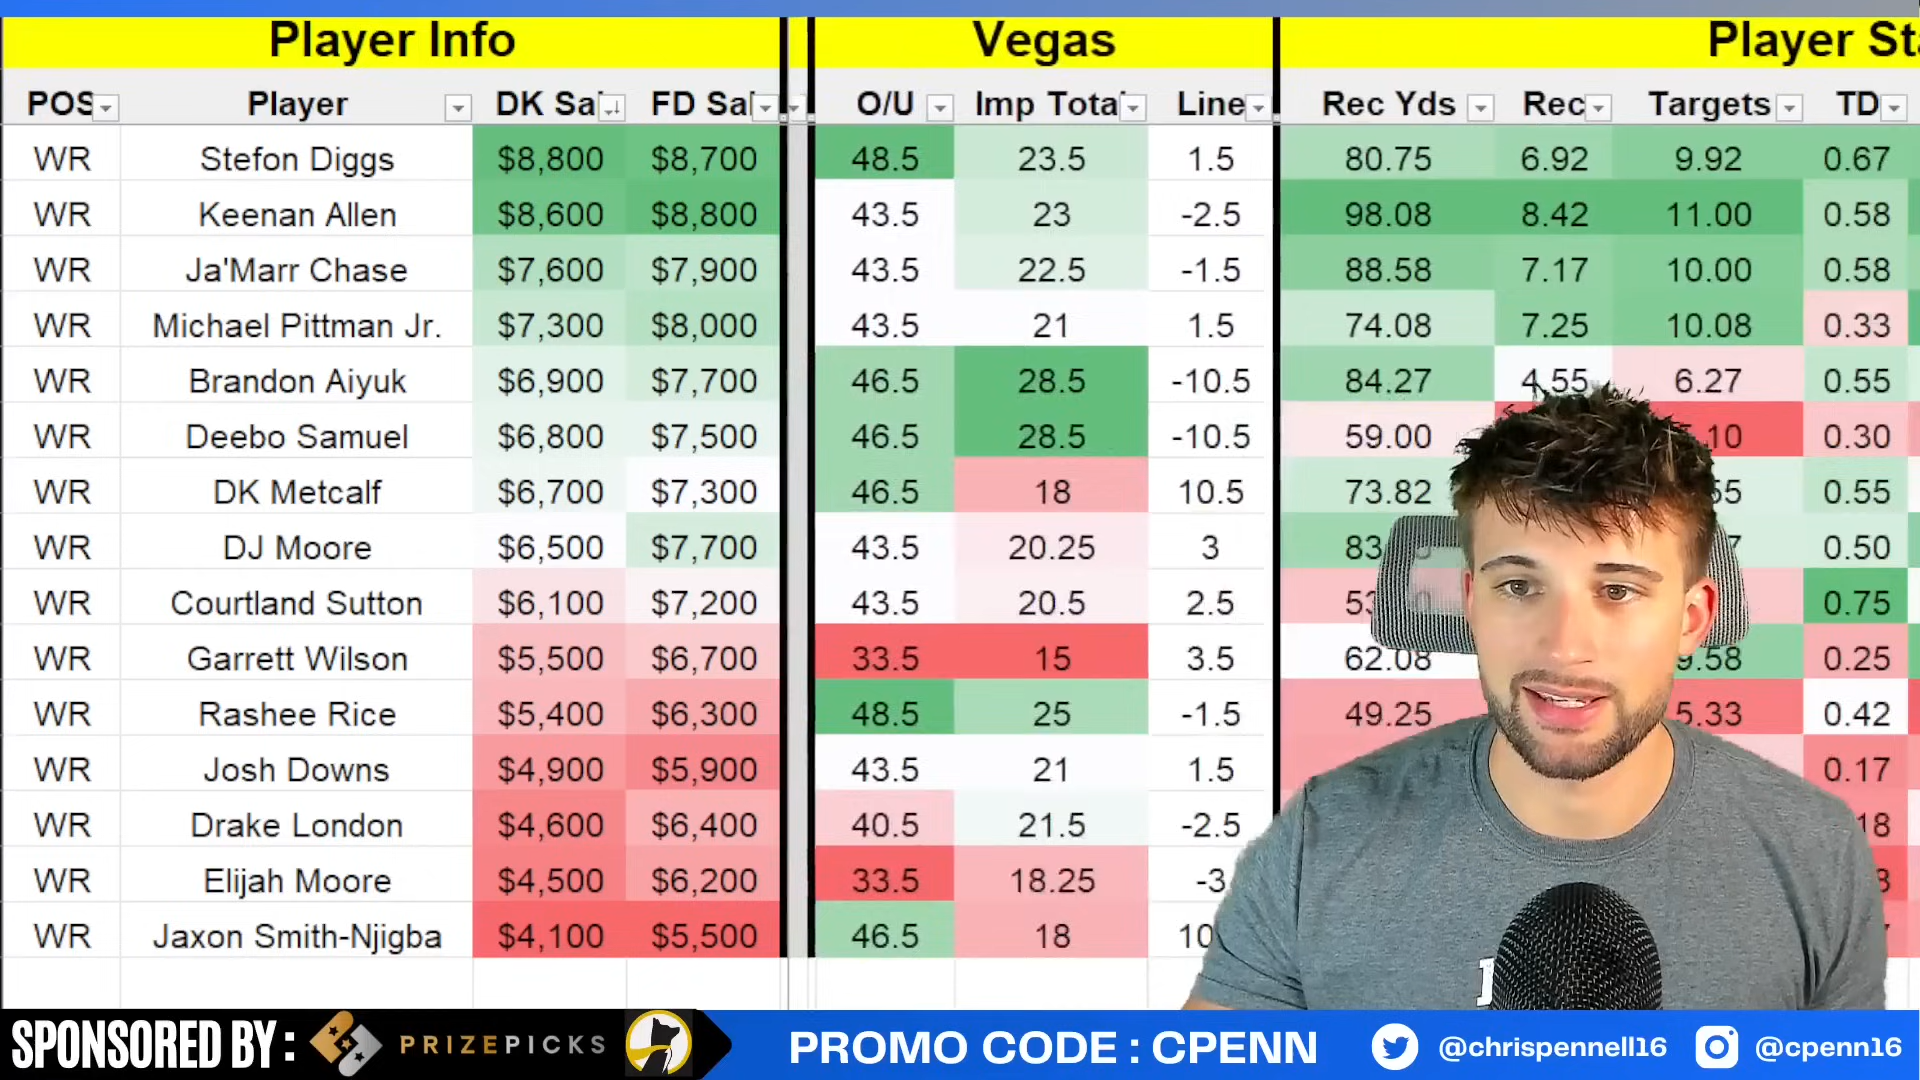 Player Info Vegas Player St
POS Player DK Sa FD Sal O/U Imp Tota Line Rec Yds Rec Targets TD
WR Stefon Diggs $8,800 $8,700 48.5 23.5 1.5 80.75 6.92 9.92 0.67
WR Keenan Allen $8,600 $8,800 43.5 23 -2.5 98.08 8.42 11.00 0.58
WR Ja'Marr Chase $7,600 $7,900 43.5 22.5 -1.5 88.58 7.17 10.00 0.58
WR Michael Pittman Jr. $7,300 $8,000 43.5 21 1.5 74.08 7.25 10.08 0.33
WR Brandon Aiyuk $6,900 $7,700 46.5 28.5 -10.5 84.27 4.55 6.27 0.55
WR Deebo Samuel $6,800 $7,500 46.5 28.5 -10.5 59.00 .10 0.30
WR DK Metcalf $6,700 $7,300 46.5 18 10.5 73.82 0.55
WR DJ Moore $6,500 $7,700 43.5 20.25 3 83. 0.50
WR Courtland Sutton $6,100 $7,200 43.5 20.5 2.5 0.75
WR Garrett Wilson $5,500 $6,700 33.5 15 3.5 62.08 9.58 0.25
WR Rashee Rice $5,400 $6,300 48.5 25 -1.5 49.25 5.33 0.42
WR Josh Downs $4,900 $5,900 43.5 21 1.5 0.17
WR Drake London $4,600 $6,400 40.5 21.5 -2.5 18
WR Elijah Moore $4,500 $6,200 33.5 18.25 -3
WR Jaxon Smith-Njigba $4,100 $5,500 46.5 18 10
SPONSORED BY : PRIZEPICKS PROMO CODE : CPENN @chrispennell16 @cpenn16